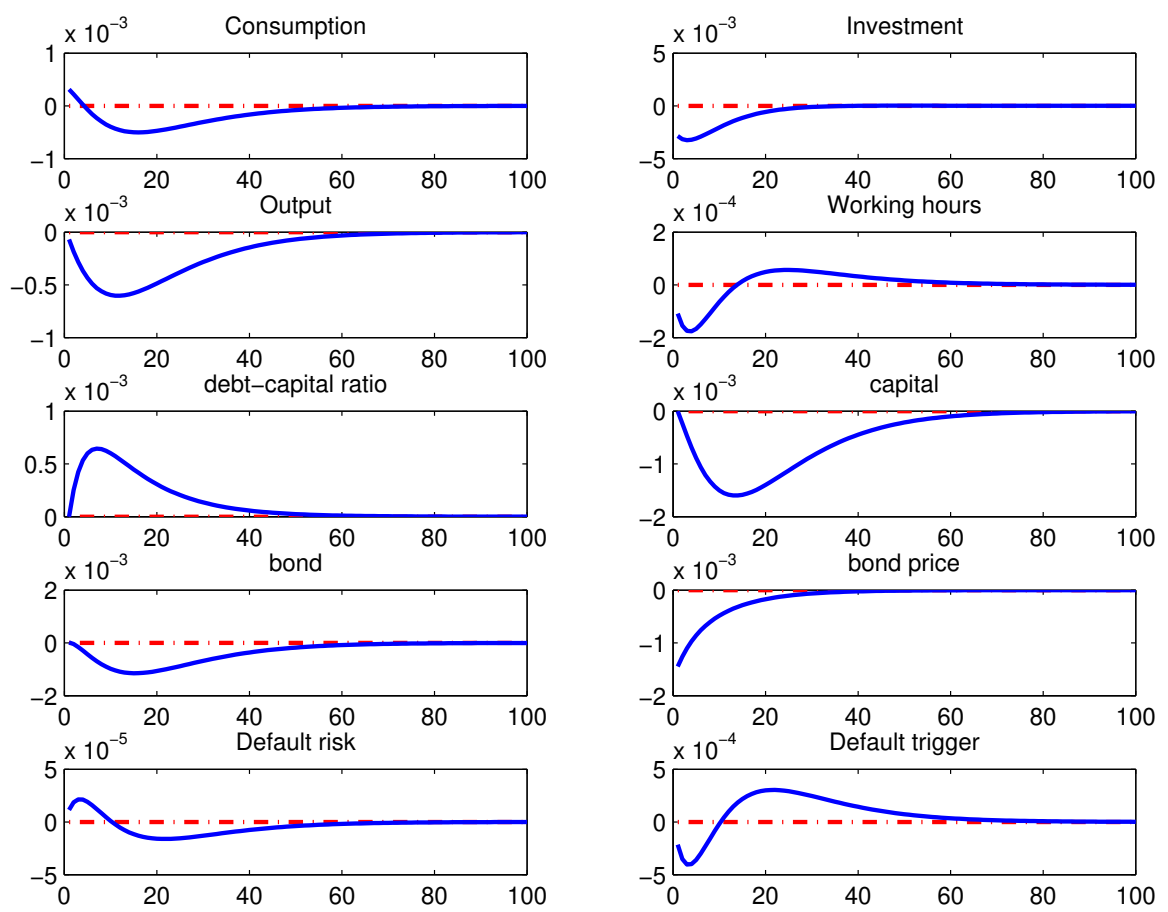 x 10⁻³
Consumption
1
0
−1
0 20 40 60 80 100
x 10⁻³
Investment
5
0
−5
0 20 40 60 80 100
x 10⁻³
Output
0
−0.5
−1
0 20 40 60 80 100
x 10⁻⁴
Working hours
2
0
−2
0 20 40 60 80 100
x 10⁻³
debt−capital ratio
1
0.5
0
0 20 40 60 80 100
x 10⁻³
capital
0
−1
−2
0 20 40 60 80 100
x 10⁻³
bond
2
0
−2
0 20 40 60 80 100
x 10⁻³
bond price
0
−1
−2
0 20 40 60 80 100
x 10⁻⁵
Default risk
5
0
−5
0 20 40 60 80 100
x 10⁻⁴
Default trigger
5
0
−5
0 20 40 60 80 100